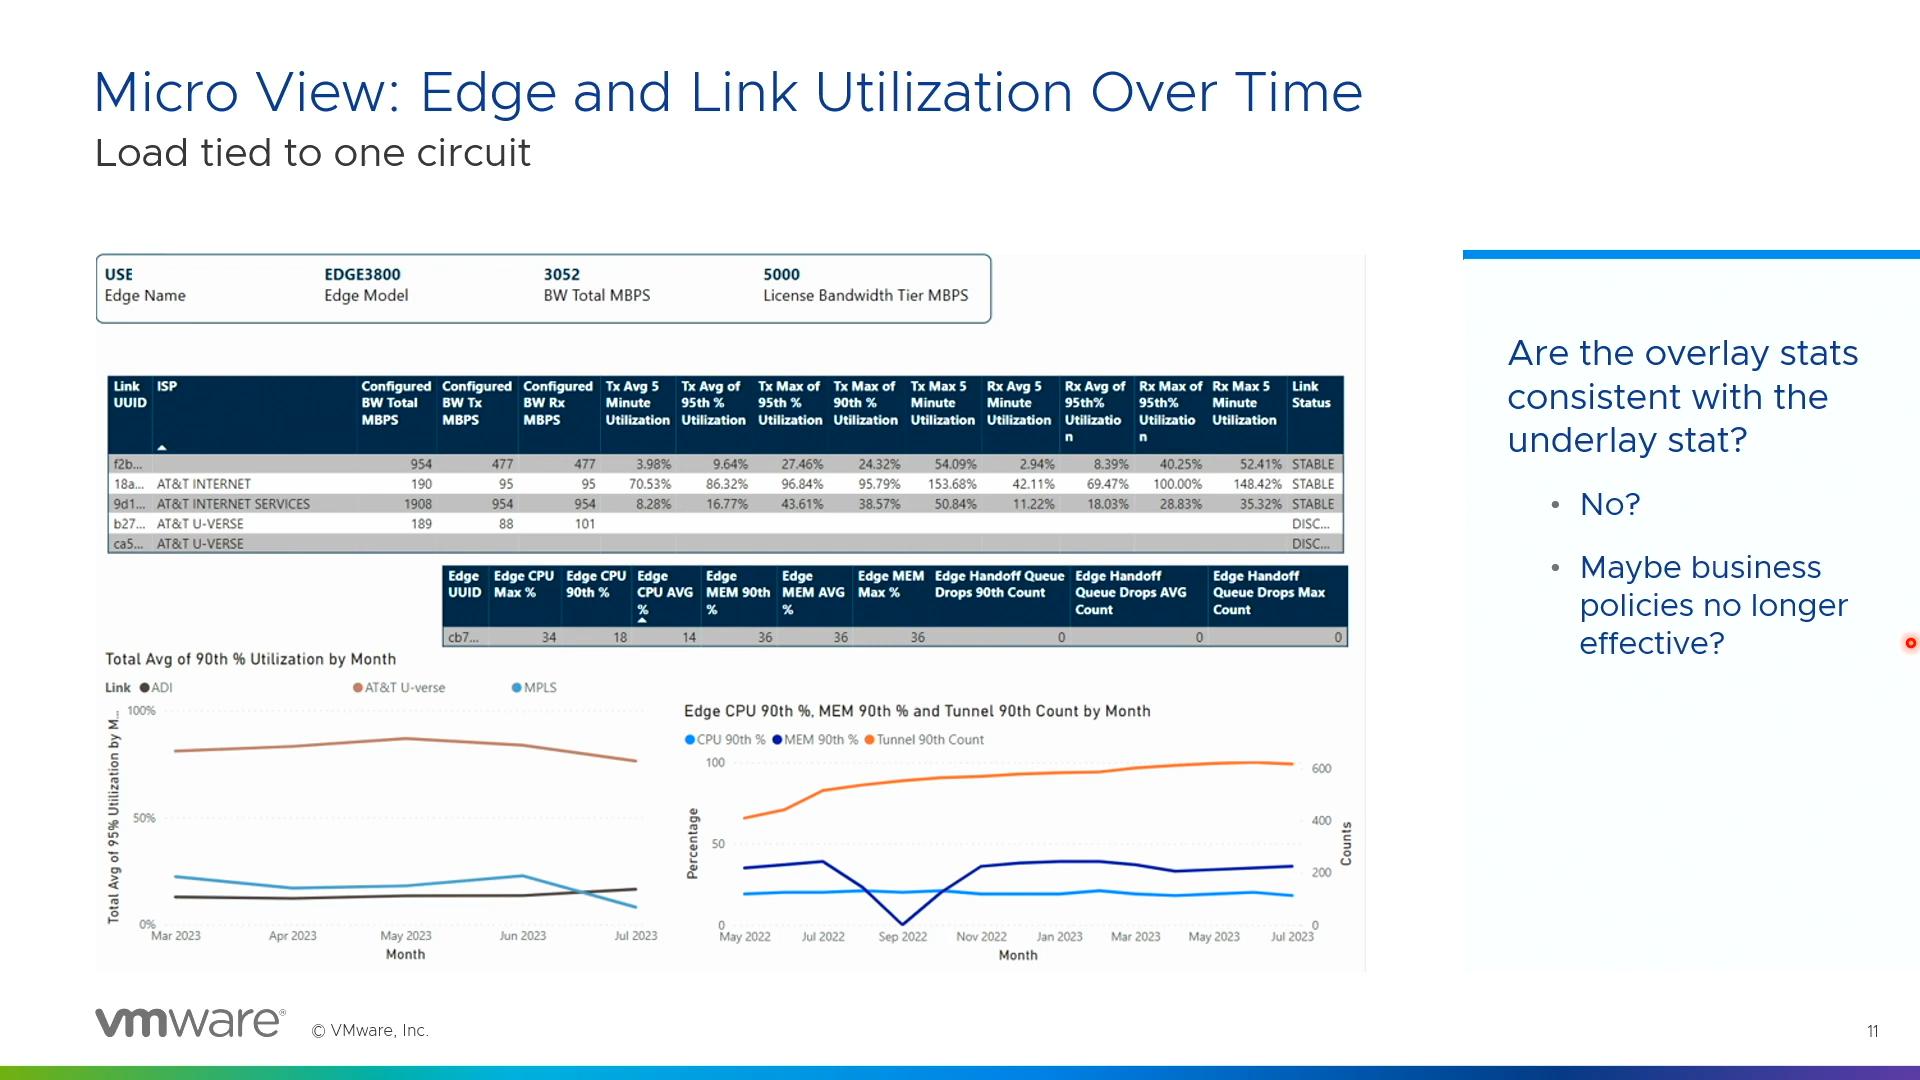 Micro View: Edge and Link Utilization Over Time
Load tied to one circuit
USE EDGE3800 3052 5000
Edge Name Edge Model BW Total MBPS License Bandwidth Tier MBPS
Link UUID ISP Configured BW Total MBPS Configured BW Tx MBPS Configured BW Rx MBPS Tx Avg 5 Minute Utilization Tx Avg of 95th % Utilization Tx Max of 95th % Utilization Tx Max of 90th % Utilization Tx Max 5 Minute Utilization Rx Avg 5 Minute Utilization Rx Avg of 95th% Utilization Rx Max of 95th% Utilization Rx Max 5 Minute Utilization Link Status
f2b... 954 477 477 3.98% 9.64% 27.46% 24.32% 54.09% 2.94% 8.39% 40.25% 52.41% STABLE
18a... AT&T INTERNET 190 95 95 70.53% 86.32% 96.84% 95.79% 153.68% 42.11% 69.47% 100.00% 148.42% STABLE
9d1... AT&T INTERNET SERVICES 1908 954 954 8.28% 16.77% 43.61% 38.57% 50.84% 11.22% 18.03% 28.83% 35.32% STABLE
b27... AT&T U-VERSE 189 88 101 DISC...
ca5... AT&T U-VERSE DISC...
Edge UUID Edge CPU Max % Edge CPU 90th % Edge CPU AVG % Edge MEM 90th % Edge MEM AVG % Edge MEM Max % Edge Handoff Queue Drops 90th Count Edge Handoff Queue Drops AVG Count Edge Handoff Queue Drops Max Count
cb7... 34 18 14 36 36 36 0 0 0
Total Avg of 90th % Utilization by Month
Link ADI AT&T U-verse MPLS
Total Avg of 95% Utilization by M...
100%
50%
0%
Mar 2023 Apr 2023 May 2023 Jun 2023 Jul 2023
Month
Edge CPU 90th %, MEM 90th % and Tunnel 90th Count by Month
CPU 90th % MEM 90th % Tunnel 90th Count
Percentage
100
50
0
600
400
200
0
Counts
May 2022 Jul 2022 Sep 2022 Nov 2022 Jan 2023 Mar 2023 May 2023 Jul 2023
Month
Are the overlay stats
consistent with the
underlay stat?
• No?
• Maybe business
policies no longer
effective?
vmware®
© VMware, Inc.
11